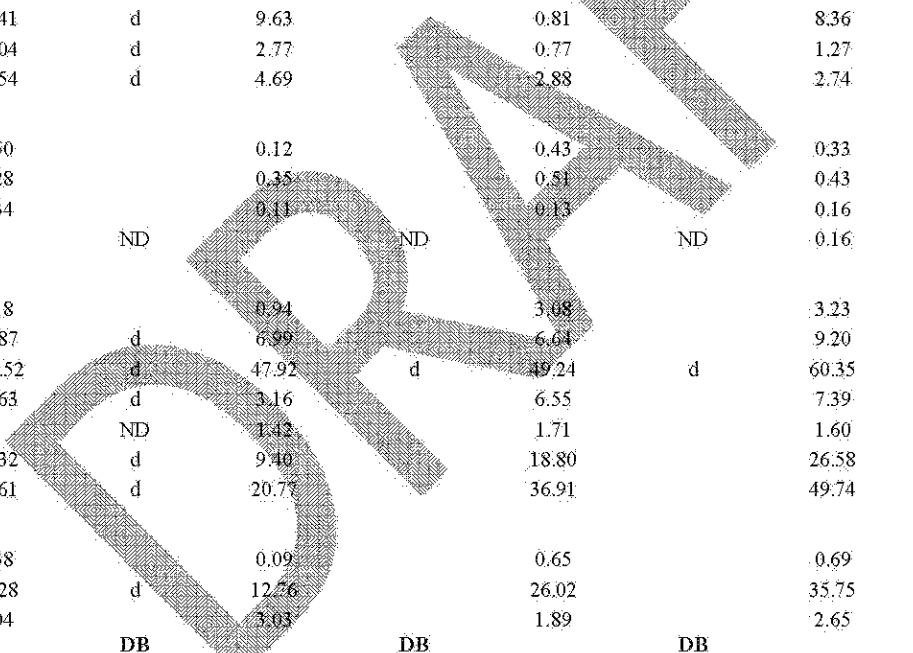 41 d 9.63 0.81 8.36
04 d 2.77 0.77 1.27
54 d 4.69 2.88 2.74
0.12 0.43 0.33
28 0.35 0.51 0.43
4 0.11 0.13 0.16
ND ND ND 0.16
8 0.94 3.08 3.23
87 d 6.99 6.64 9.20
.52 d 47.92 d 49.24 d 60.35
63 d 3.16 6.55 7.39
ND 1.42 1.71 1.60
32 d 9.40 18.80 26.58
61 d 20.77 36.91 49.74
8 0.09 0.65 0.69
28 d 12.76 26.02 35.75
04 3.03 1.89 2.65
DB DB DB
DRA